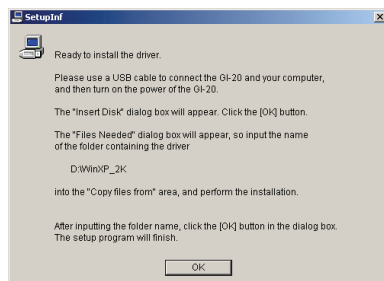 SetupInf
Ready to install the driver.
Please use a USB cable to connect the GI-20 and your computer,
and then turn on the power of the GI-20.
The "Insert Disk" dialog box will appear. Click the [OK] button.
The "Files Needed" dialog box will appear, so input the name
of the folder containing the driver
D:\WinXP_2K
into the "Copy files from" area, and perform the installation.
After inputting the folder name, click the [OK] button in the dialog box.
The setup program will finish.
OK